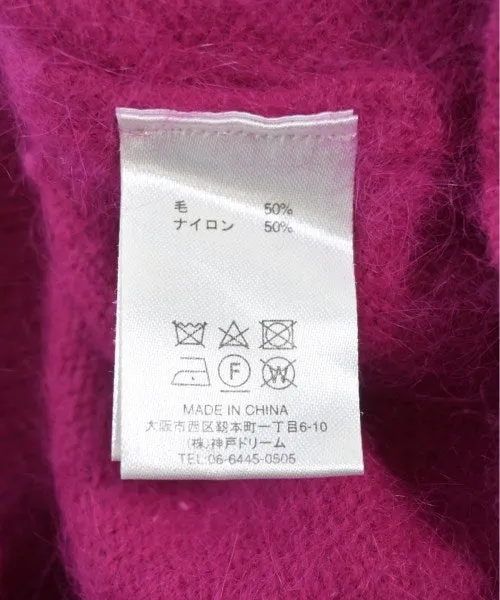 毛 50%
ナイロン 50%
F W
MADE IN CHINA
大阪市西区靱本町一丁目6-10
(株)神戸ドリーム
TEL:06-6445-0505